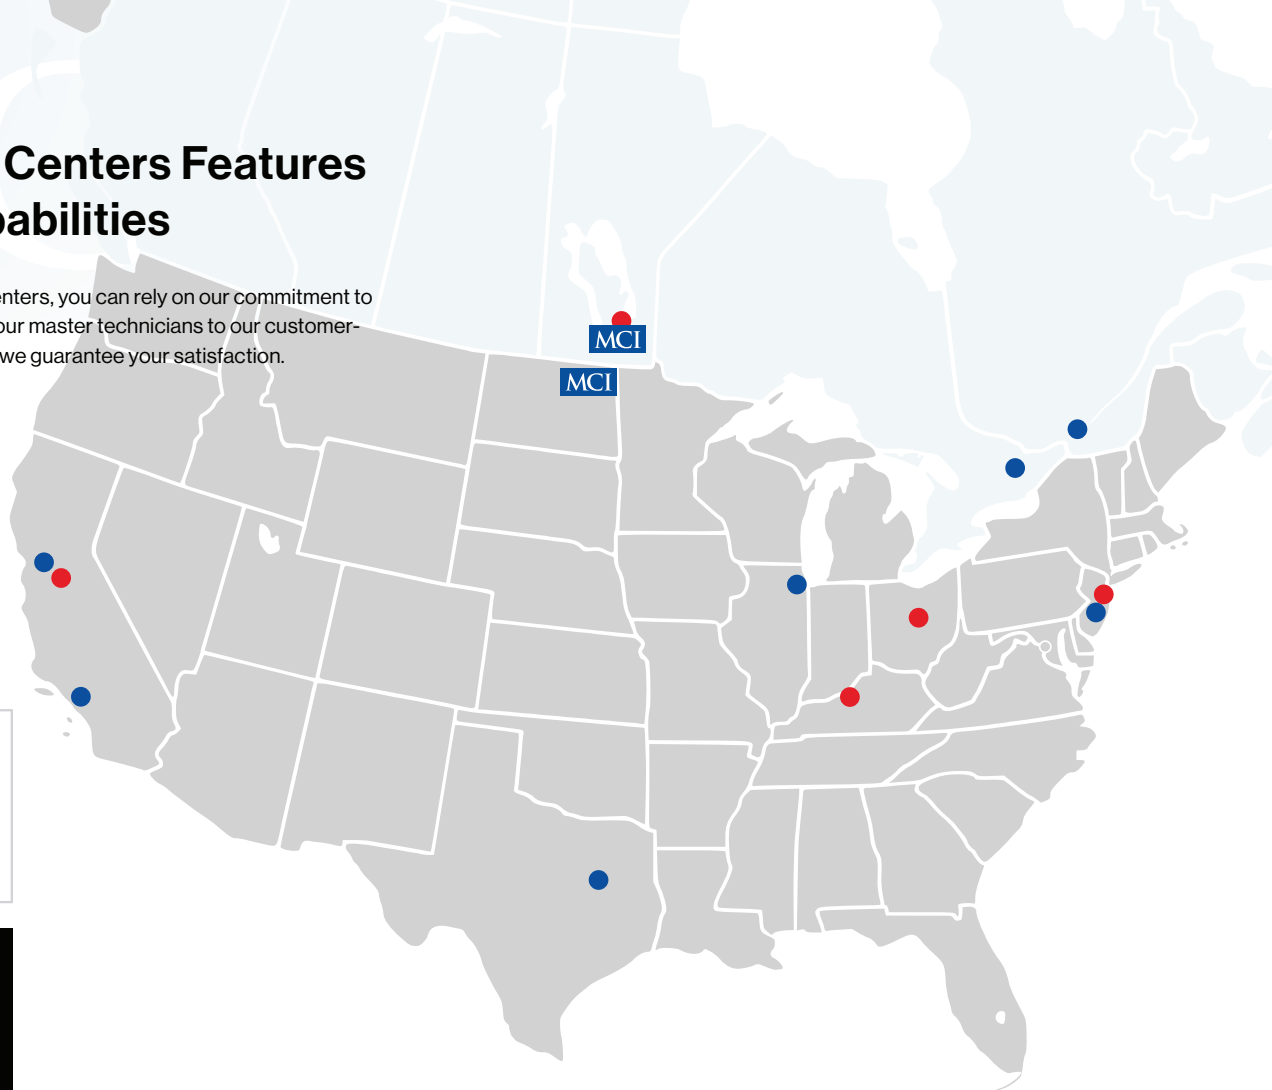 Centers Features
abilities
enters, you can rely on our commitment to
our master technicians to our customer-
we guarantee your satisfaction.
MCI
MCI